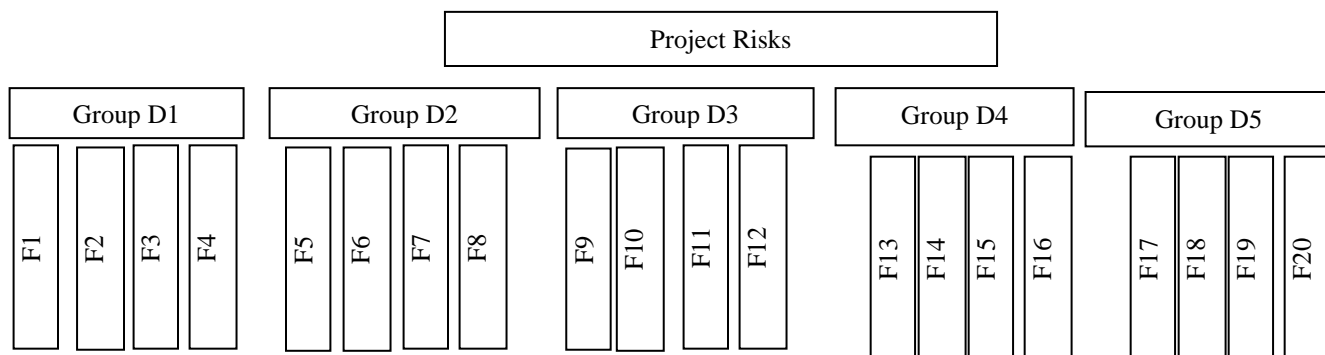 Project Risks
Group D1
Group D2
Group D3
Group D4
Group D5
F1
F2
F3
F4
F5
F6
F7
F8
F9
F10
F11
F12
F13
F14
F15
F16
F17
F18
F19
F20